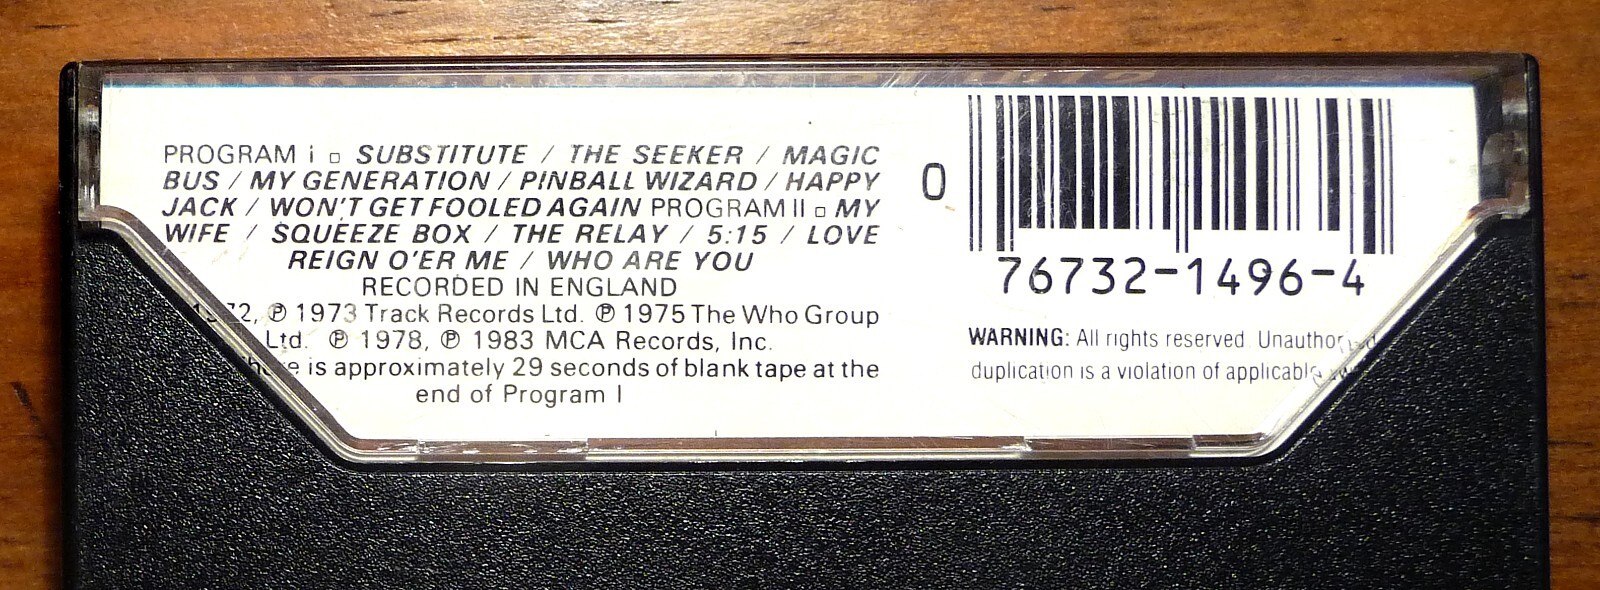 PROGRAM I ▫ SUBSTITUTE / THE SEEKER / MAGIC
BUS / MY GENERATION / PINBALL WIZARD / HAPPY
JACK / WON'T GET FOOLED AGAIN PROGRAM II ▫ MY
WIFE / SQUEEZE BOX / THE RELAY / 5:15 / LOVE
REIGN O'ER ME / WHO ARE YOU
RECORDED IN ENGLAND
℗ 1973 Track Records Ltd. ℗ 1975 The Who Group
Ltd. ℗ 1978, ℗ 1983 MCA Records, Inc.
is approximately 29 seconds of blank tape at the
end of Program I
0
76732-1496-4
WARNING: All rights reserved. Unauthorized
duplication is a violation of applicable